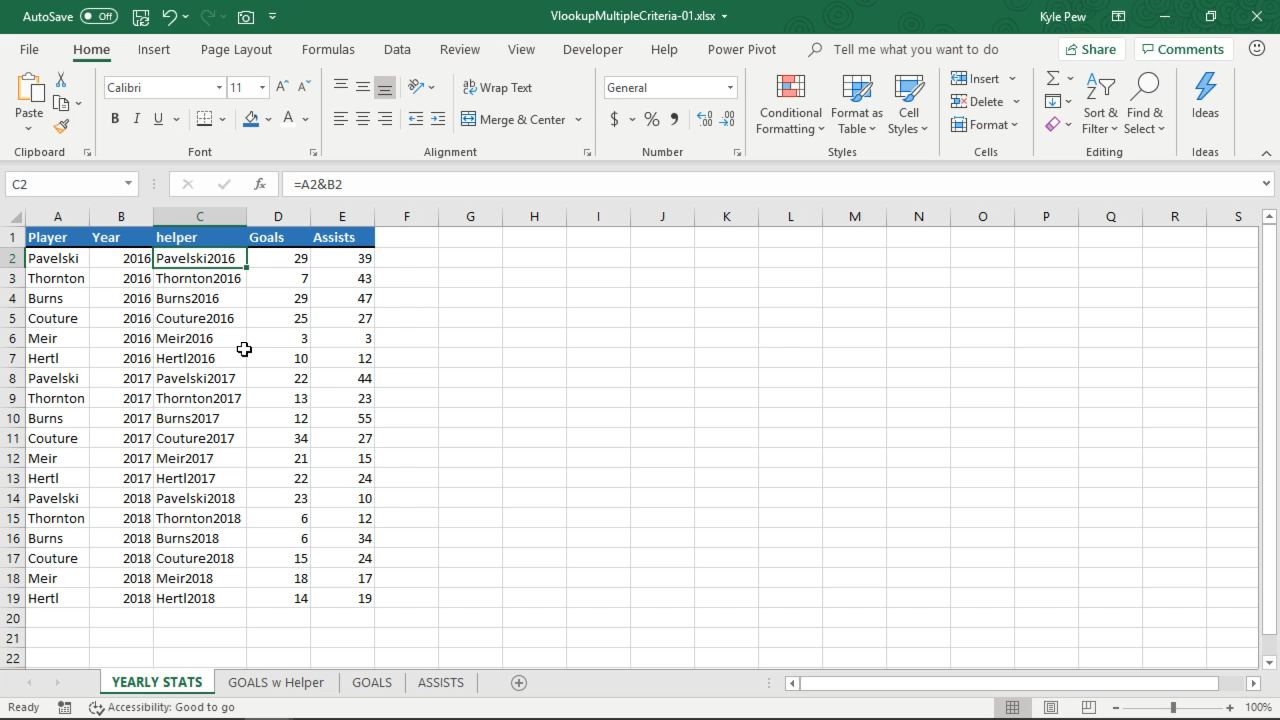 AutoSave Off VlookupMultipleCriteria-01.xlsx Kyle Pew
File Home Insert Page Layout Formulas Data Review View Developer Help Power Pivot Tell me what you want to do Share Comments
Paste Calibri 11 A A ab Wrap Text General Conditional Formatting Format as Table Cell Styles Insert Delete Format Sort & Filter Find & Select Ideas
B I U A Merge & Center $ % ,
Clipboard Font Alignment Number Styles Cells Editing Ideas
C2 fx =A2&B2
A B C D E F G H I J K L M N O P Q R S
1 Player Year helper Goals Assists
2 Pavelski 2016 Pavelski2016 29 39
3 Thornton 2016 Thornton2016 7 43
4 Burns 2016 Burns2016 29 47
5 Couture 2016 Couture2016 25 27
6 Meir 2016 Meir2016 3 3
7 Hertl 2016 Hertl2016 10 12
8 Pavelski 2017 Pavelski2017 22 44
9 Thornton 2017 Thornton2017 13 23
10 Burns 2017 Burns2017 12 55
11 Couture 2017 Couture2017 34 27
12 Meir 2017 Meir2017 21 15
13 Hertl 2017 Hertl2017 22 24
14 Pavelski 2018 Pavelski2018 23 10
15 Thornton 2018 Thornton2018 6 12
16 Burns 2018 Burns2018 6 34
17 Couture 2018 Couture2018 15 24
18 Meir 2018 Meir2018 18 17
19 Hertl 2018 Hertl2018 14 19
20
21
22
YEARLY STATS GOALS w Helper GOALS ASSISTS
Ready Accessibility: Good to go 100%